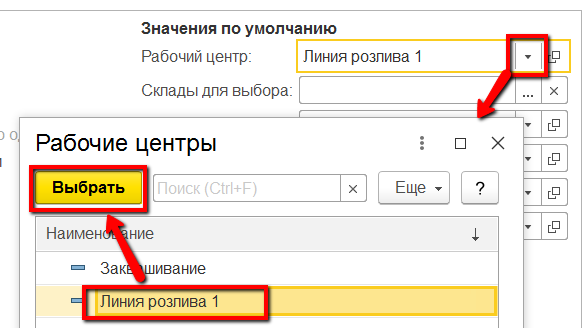 Значения по умолчанию
Рабочий центр: Линия розлива 1
Склады для выбора: ...
Рабочие центры
Выбрать Поиск (Ctrl+F) × Еще ?
Наименование ↓
Заквашивание
Линия розлива 1